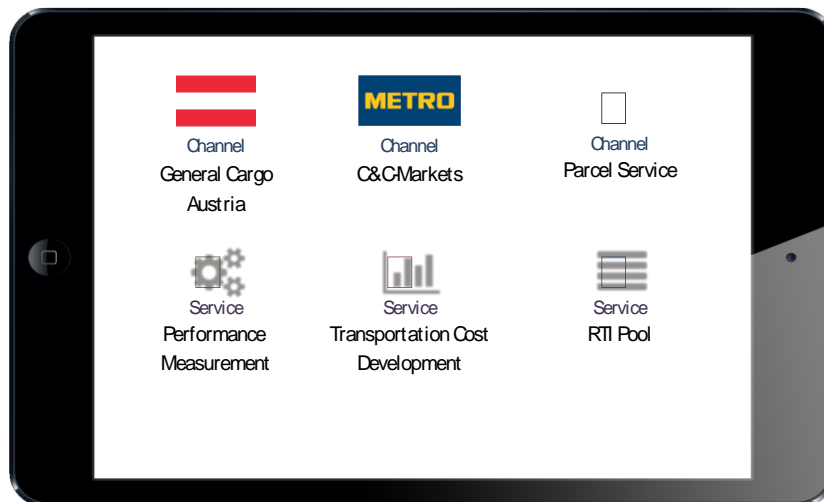 METRO
Channel
Channel
Channel
General Cargo
Austria
C&C-Markets
Parcel Service
Service
Service
Service
Performance
Measurement
Transportation Cost
Development
RTI Pool